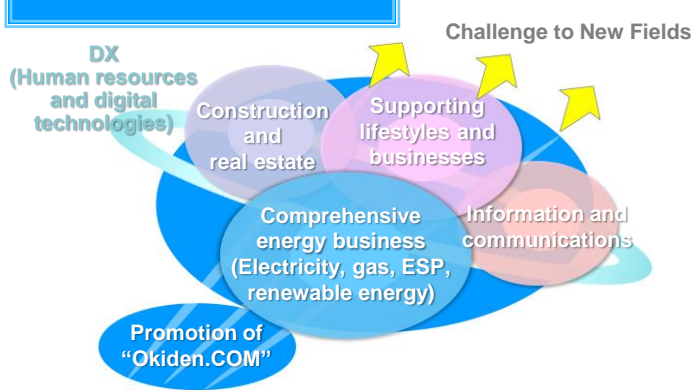 Challenge to New Fields
DX
(Human resources
and digital
technologies)
Construction
and
real estate
Supporting
lifestyles and
businesses
Comprehensive
energy business
(Electricity, gas, ESP,
renewable energy)
Information and
communications
Promotion of
“Okiden.COM”